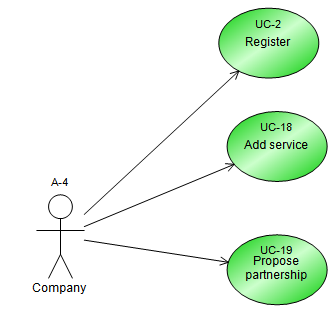 UC-2
Register
UC-18
Add service
A-4
Company
UC-19
Propose
partnership